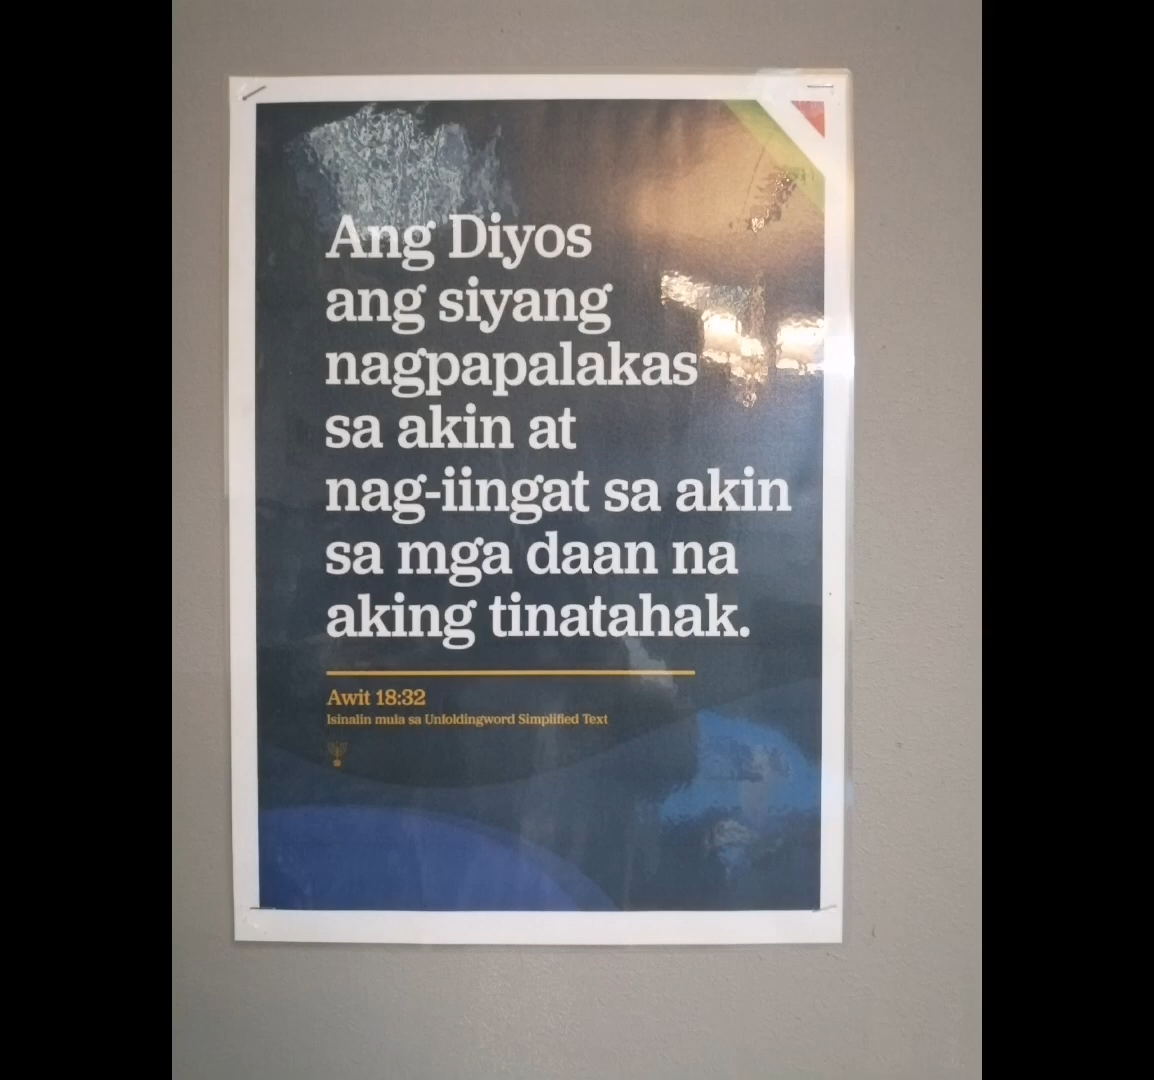 Ang Diyos
ang siyang
nagpapalakas
sa akin at
nag-iingat sa akin
sa mga daan na
aking tinatahak.
Awit 18:32
Isinalin mula sa Unfoldingword Simplified Text